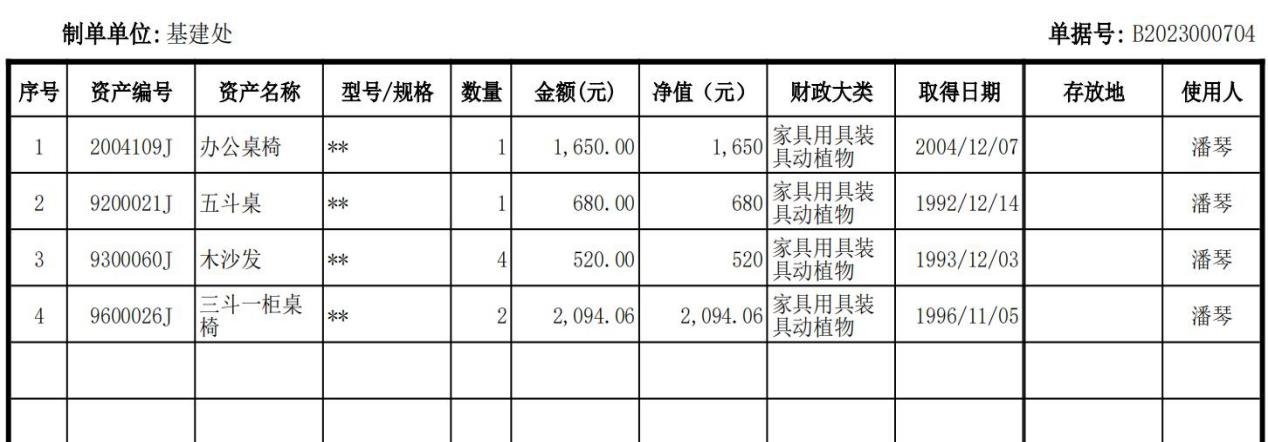 制单单位: 基建处 单据号: B2023000704
序号 资产编号 资产名称 型号/规格 数量 金额(元) 净值（元） 财政大类 取得日期 存放地 使用人
1 2004109J 办公桌椅 ** 1 1,650.00 1,650 家具用具装具动植物 2004/12/07 潘琴
2 9200021J 五斗桌 ** 1 680.00 680 家具用具装具动植物 1992/12/14 潘琴
3 9300060J 木沙发 ** 4 520.00 520 家具用具装具动植物 1993/12/03 潘琴
4 9600026J 三斗一柜桌椅 ** 2 2,094.06 2,094.06 家具用具装具动植物 1996/11/05 潘琴